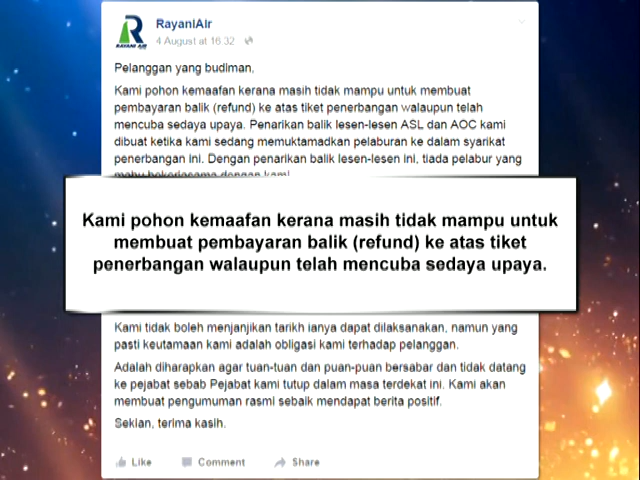 RayaniAir
RAYANI AIR
4 August at 16:32
Pelanggan yang budiman,
Kami pohon kemaafan kerana masih tidak mampu untuk membuat
pembayaran balik (refund) ke atas tiket penerbangan walaupun telah
mencuba sedaya upaya. Penarikan balik lesen-lesen ASL dan AOC kami
dibuat ketika kami sedang memuktamadkan pelaburan ke dalam syarikat
penerbangan ini. Dengan penarikan balik lesen-lesen ini, tiada pelabur yang
mahu bekerjasama dengan kami
Kami pohon kemaafan kerana masih tidak mampu untuk
membuat pembayaran balik (refund) ke atas tiket
penerbangan walaupun telah mencuba sedaya upaya.
Kami tidak boleh menjanjikan tarikh ianya dapat dilaksanakan, namun yang
pasti keutamaan kami adalah obligasi kami terhadap pelanggan.
Adalah diharapkan agar tuan-tuan dan puan-puan bersabar dan tidak datang
ke pejabat sebab Pejabat kami tutup dalam masa terdekat ini. Kami akan
membuat pengumuman rasmi sebaik mendapat berita positif.
Sekian, terima kasih.
Like Comment Share